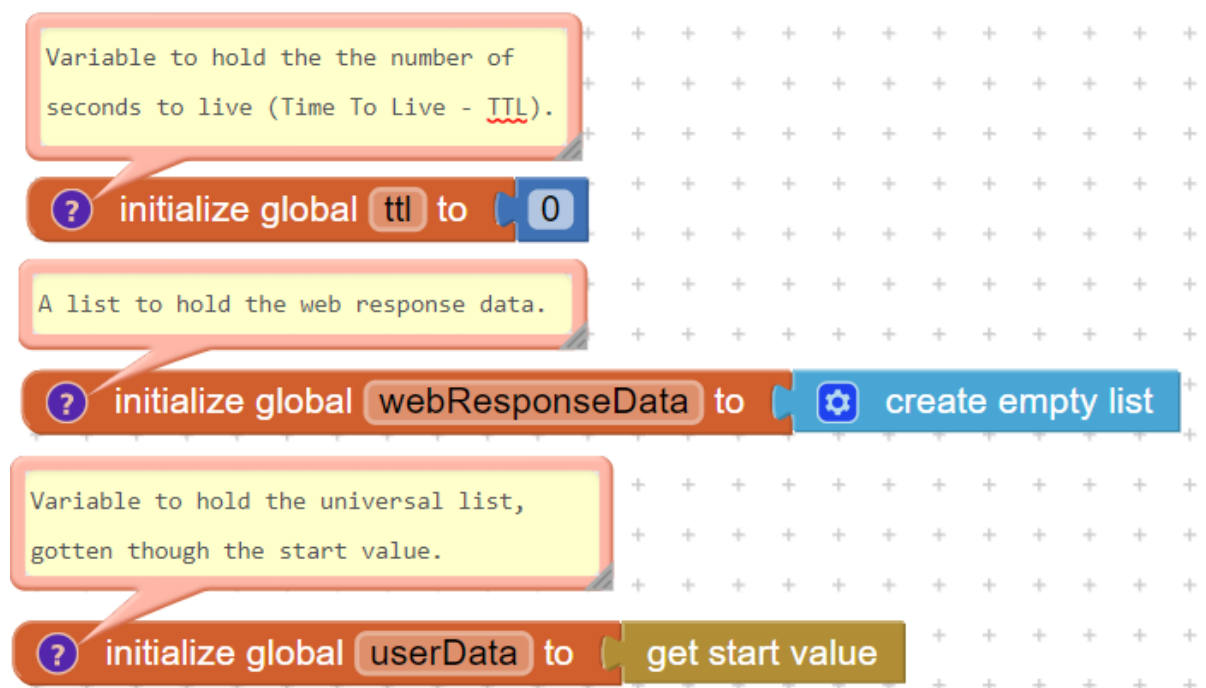 Variable to hold the the number of
seconds to live (Time To Live - TTL).
? initialize global ttl to 0
A list to hold the web response data.
? initialize global webResponseData to create empty list
Variable to hold the universal list,
gotten though the start value.
? initialize global userData to get start value